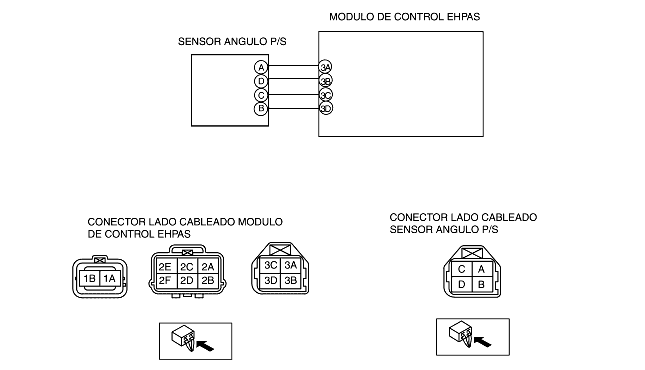 MODULO DE CONTROL EHPAS
SENSOR ANGULO P/S
A 3A
D 3B
C 3C
B 3D
CONECTOR LADO CABLEADO MODULO
DE CONTROL EHPAS
CONECTOR LADO CABLEADO
SENSOR ANGULO P/S
1B 1A
2E 2C 2A
2F 2D 2B
3C 3A
3D 3B
C A
D B